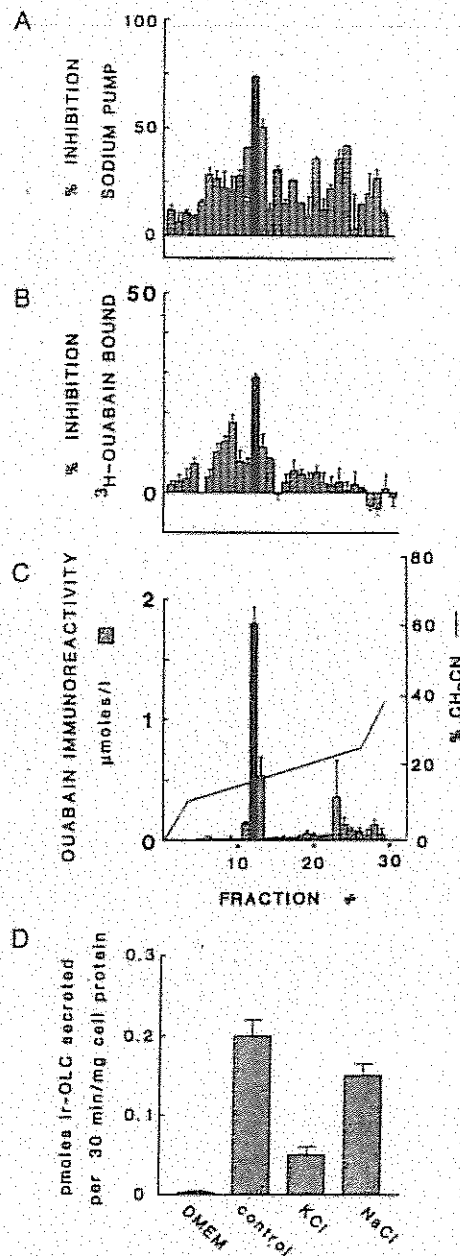 A
% INHIBITION
SODIUM PUMP
100
50
0
B
% INHIBITION
³H-OUABAIN BOUND
50
0
C
OUABAIN IMMUNOREACTIVITY
μmoles/l
2
1
0
80
60
40
20
0
% CH₃CN
10
20
30
FRACTION #
D
pmoles Ir-OLC secreted
per 30 min/mg cell protein
0.3
0.2
0.1
0
DMEM
control
KCl
NaCl